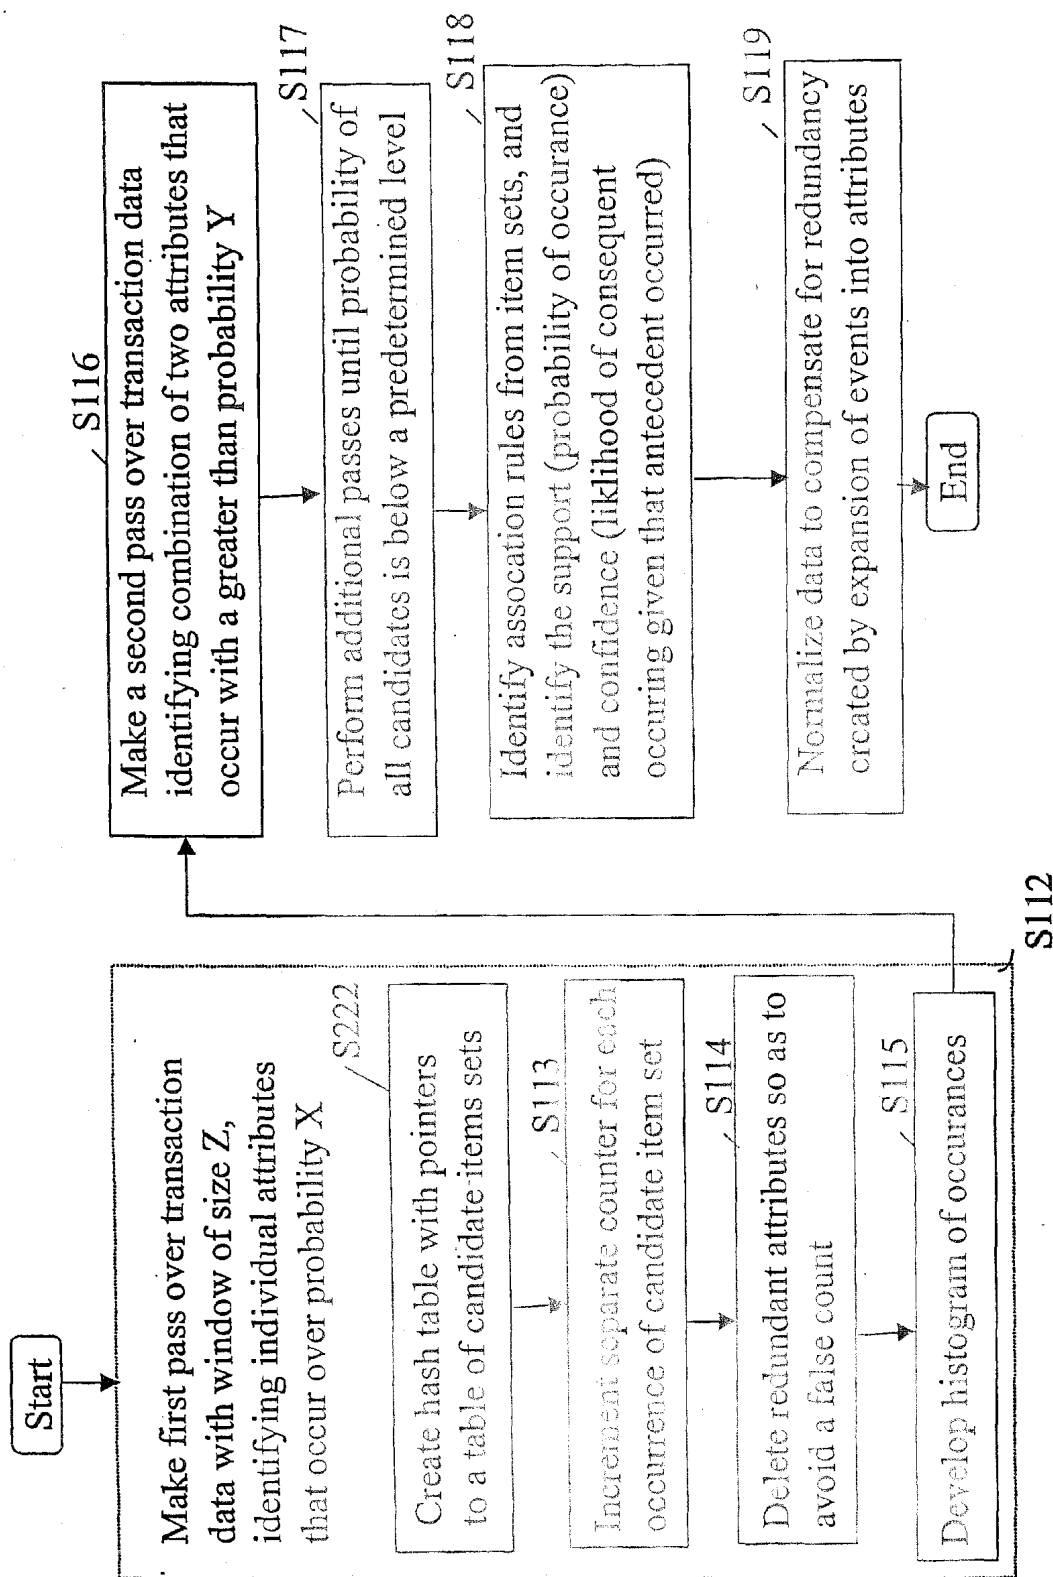 Start
Make first pass over transaction
data with window of size Z,
identifying individual attributes
that occur over probability X
S222
Create hash table with pointers
to a table of candidate items sets
S113
Increment separate counter for each
occurrence of candidate item set
S114
Delete redundant attributes so as to
avoid a false count
S115
Develop histogram of occurances
S112
S116
Make a second pass over transaction data
identifying combination of two attributes that
occur with a greater than probability Y
S117
Perform additional passes until probability of
all candidates is below a predetermined level
S118
Identify assocation rules from item sets, and
identify the support (probability of occurance)
and confidence (liklihood of consequent
occuring given that antecedent occurred)
S119
Normalize data to compensate for redundancy
created by expansion of events into attributes
End